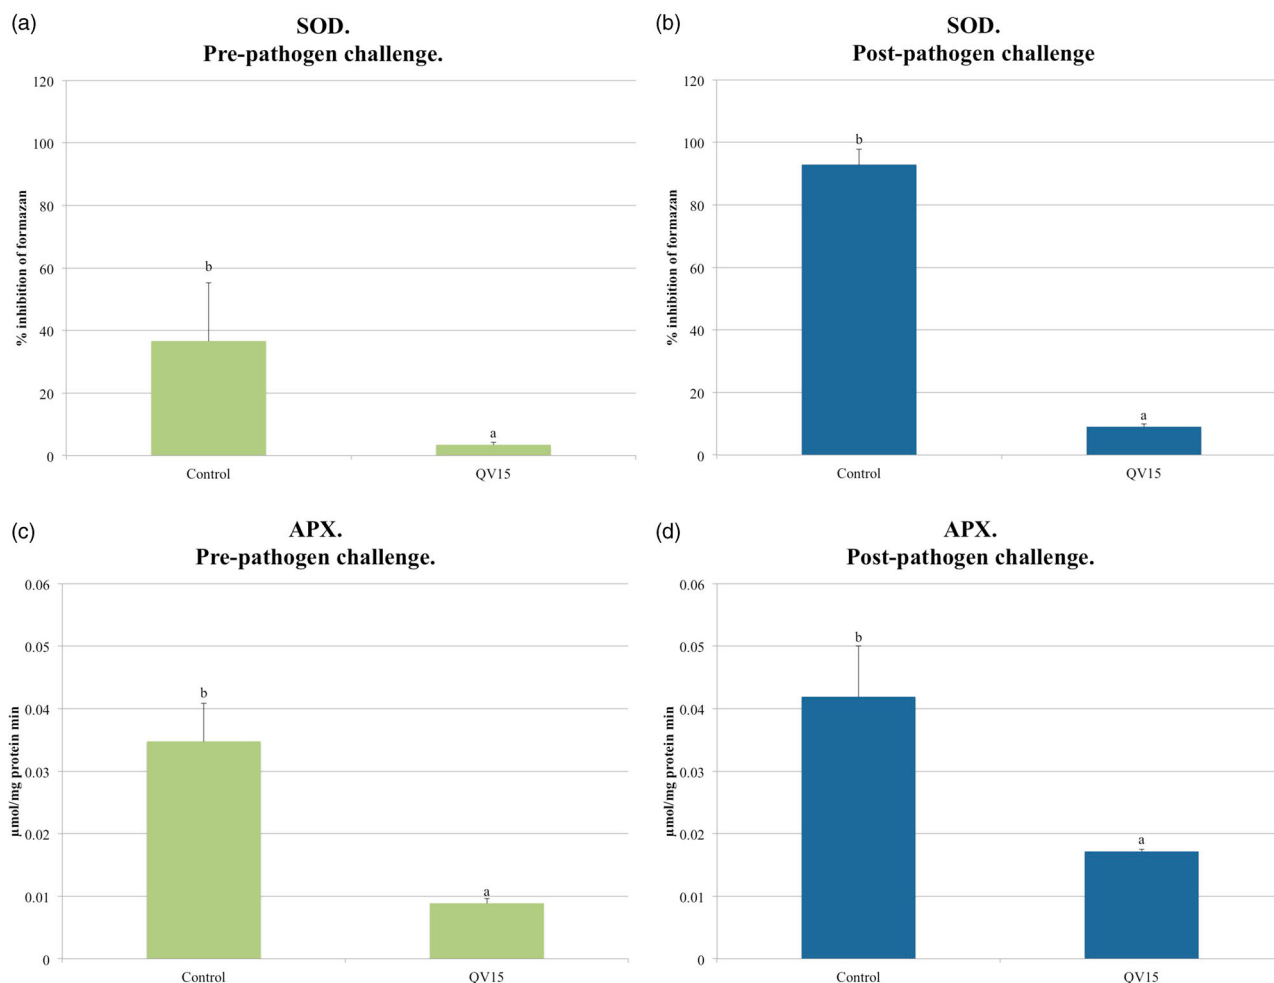 (a)
SOD.
Pre-pathogen challenge.
120
100
80
60
40
20
0
% inhibition of formazan
b
a
Control
QV15
(b)
SOD.
Post-pathogen challenge
120
100
80
60
40
20
0
% inhibition of formazan
b
a
Control
QV15
(c)
APX.
Pre-pathogen challenge.
0.06
0.05
0.04
0.03
0.02
0.01
0
µmol/mg protein min
b
a
Control
QV15
(d)
APX.
Post-pathogen challenge.
0.06
0.05
0.04
0.03
0.02
0.01
0
µmol/mg protein min
b
a
Control
QV15